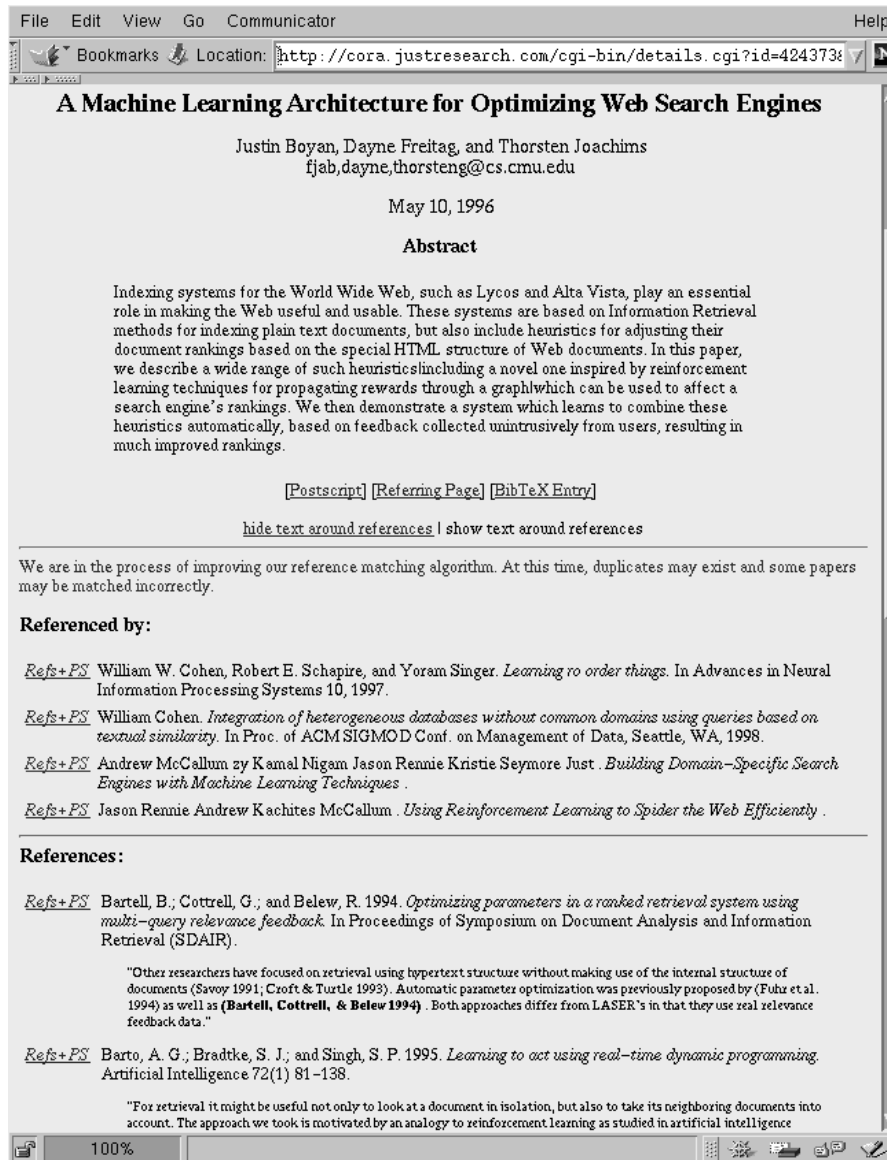 File Edit View Go Communicator Help
Bookmarks Location: http://cora.justresearch.com/cgi-bin/details.cgi?id=424373&
A Machine Learning Architecture for Optimizing Web Search Engines
Justin Boyan, Dayne Freitag, and Thorsten Joachims
fjab,dayne,thorsteng@cs.cmu.edu
May 10, 1996
Abstract
Indexing systems for the World Wide Web, such as Lycos and Alta Vista, play an essential
role in making the Web useful and usable. These systems are based on Information Retrieval
methods for indexing plain text documents, but also include heuristics for adjusting their
document rankings based on the special HTML structure of Web documents. In this paper,
we describe a wide range of such heuristics|including a novel one inspired by reinforcement
learning techniques for propagating rewards through a graph|which can be used to affect a
search engine's rankings. We then demonstrate a system which learns to combine these
heuristics automatically, based on feedback collected unintrusively from users, resulting in
much improved rankings.
[Postscript] [Referring Page] [BibTeX Entry]
hide text around references | show text around references
We are in the process of improving our reference matching algorithm. At this time, duplicates may exist and some papers
may be matched incorrectly.
Referenced by:
Refs+PS William W. Cohen, Robert E. Schapire, and Yoram Singer. Learning ro order things. In Advances in Neural
Information Processing Systems 10, 1997.
Refs+PS William Cohen. Integration of heterogeneous databases without common domains using queries based on
textual similarity. In Proc. of ACM SIGMOD Conf. on Management of Data, Seattle, WA, 1998.
Refs+PS Andrew McCallum zy Kamal Nigam Jason Rennie Kristie Seymore Just . Building Domain-Specific Search
Engines with Machine Learning Techniques .
Refs+PS Jason Rennie Andrew Kachites McCallum . Using Reinforcement Learning to Spider the Web Efficiently .
References:
Refs+PS Bartell, B.; Cottrell, G.; and Belew, R. 1994. Optimizing parameters in a ranked retrieval system using
multi-query relevance feedback. In Proceedings of Symposium on Document Analysis and Information
Retrieval (SDAIR).
"Other researchers have focused on retrieval using hypertext structure without making use of the internal structure of
documents (Savoy 1991; Croft & Turtle 1993). Automatic parameter optimization was previously proposed by (Fuhr et al.
1994) as well as (Bartell, Cottrell, & Belew 1994) . Both approaches differ from LASER's in that they use real relevance
feedback data."
Refs+PS Barto, A. G.; Bradtke, S. J.; and Singh, S. P. 1995. Learning to act using real-time dynamic programming.
Artificial Intelligence 72(1) 81-138.
"For retrieval it might be useful not only to look at a document in isolation, but also to take its neighboring documents into
account. The approach we took is motivated by an analogy to reinforcement learning as studied in artificial intelligence
100%